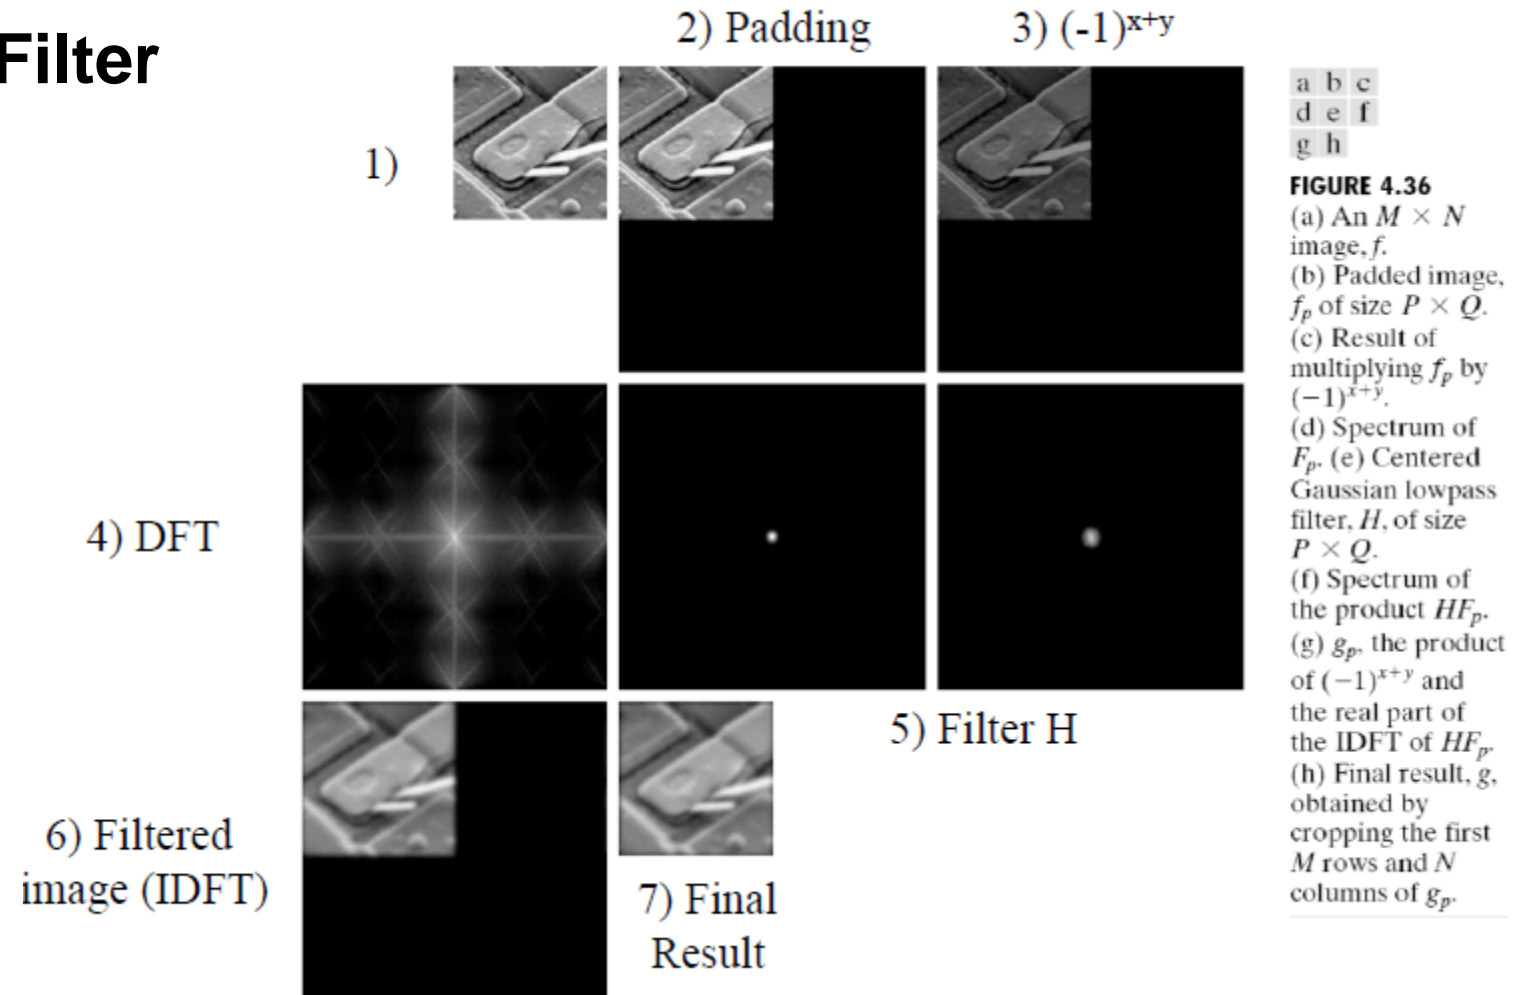 Filter
2) Padding
3) (-1)ˣ⁺ʸ
1)
4) DFT
5) Filter H
6) Filtered
image (IDFT)
7) Final
Result
a b c
d e f
g h
FIGURE 4.36
(a) An M × N
image, f.
(b) Padded image,
fₚ of size P × Q.
(c) Result of
multiplying fₚ by
(−1)ˣ⁺ʸ.
(d) Spectrum of
Fₚ. (e) Centered
Gaussian lowpass
filter, H, of size
P × Q.
(f) Spectrum of
the product HFₚ.
(g) gₚ, the product
of (−1)ˣ⁺ʸ and
the real part of
the IDFT of HFₚ.
(h) Final result, g,
obtained by
cropping the first
M rows and N
columns of gₚ.